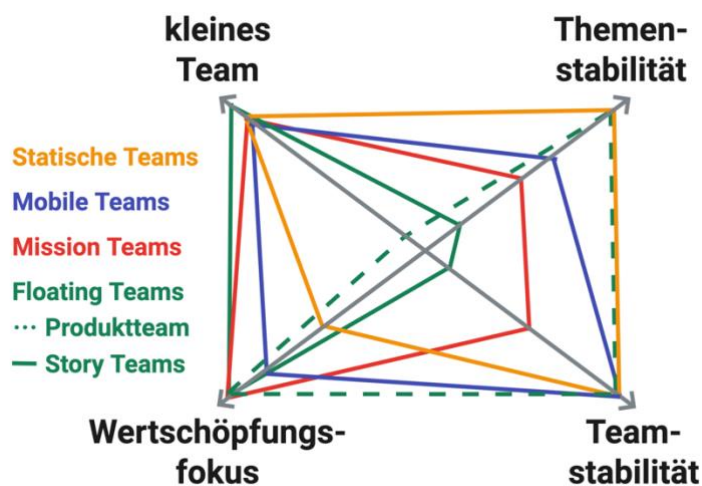 kleines
Team
Themen-
stabilität
Statische Teams
Mobile Teams
Mission Teams
Floating Teams
··· Produktteam
— Story Teams
Wertschöpfungs-
fokus
Team-
stabilität